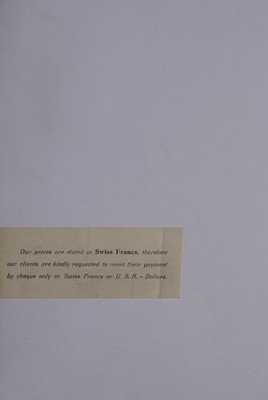 Our prices are stated in Swiss Francs, therefore
our clients are kindly requested to remit their payment
by cheque only in Swiss Francs or U. S. A. - Dollars.